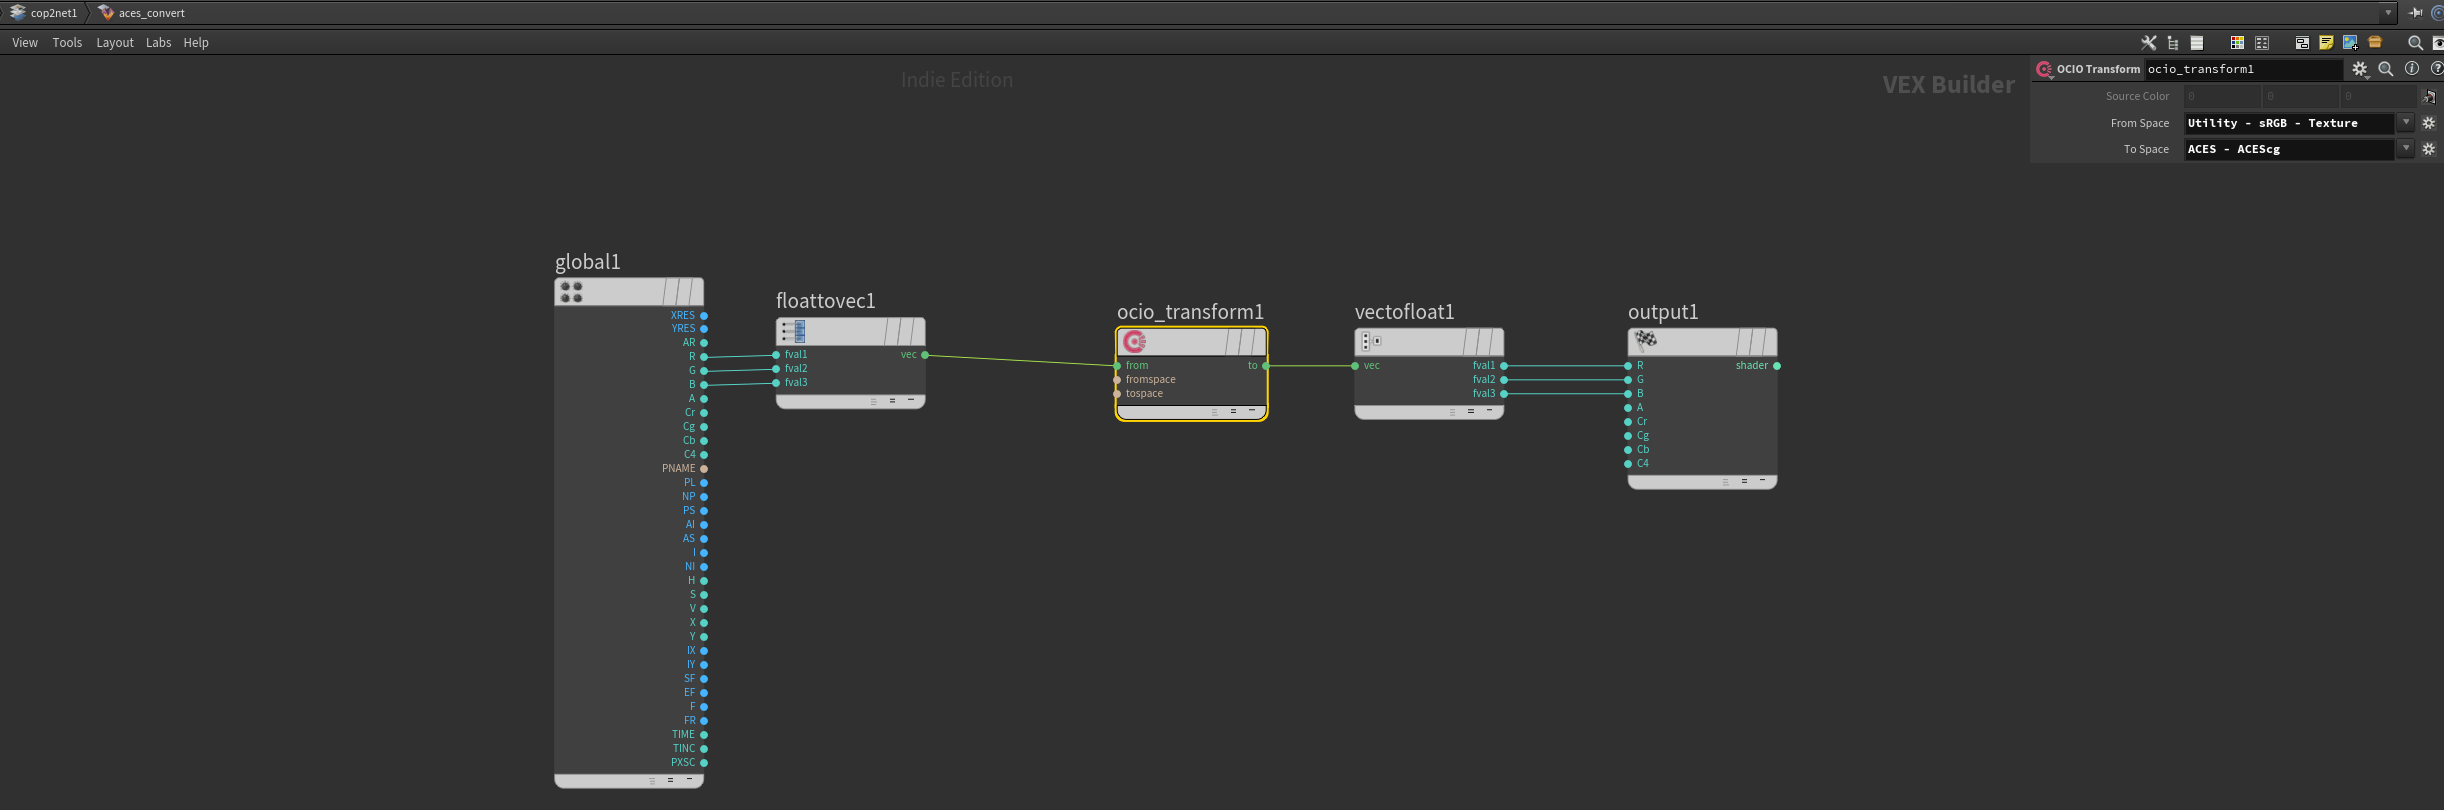 cop2net1 aces_convert
View Tools Layout Labs Help
Indie Edition
VEX Builder
OCIO Transform ocio_transform1
Source Color 0 0 0
From Space Utility - sRGB - Texture
To Space ACES - ACEScg
global1
XRES
YRES
AR
R
G
B
A
Cr
Cg
Cb
C4
PNAME
PL
NP
PS
AI
AS
I
NI
H
S
V
X
Y
IX
IY
SF
EF
F
FR
TIME
TINC
PXSC
floattovec1
fval1 vec
fval2
fval3
ocio_transform1
from to
fromspace
tospace
vectofloat1
vec fval1
fval2
fval3
output1
R shader
G
B
A
Cr
Cg
Cb
C4